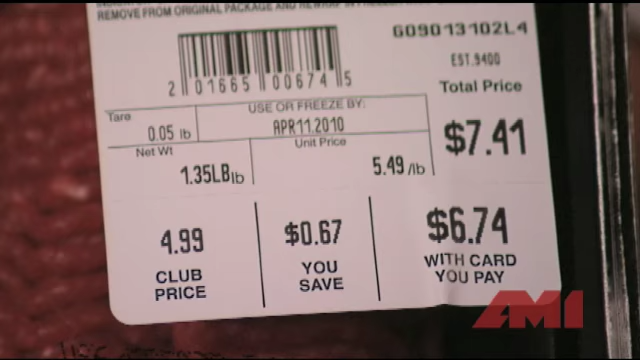 REMOVE FROM ORIGINAL PACKAGE AND REWRAP IN
609013102L4
EST.9400
2 01665 00674 5
Total Price
$7.41
Tare
0.05 lb
USE OR FREEZE BY:
APR11.2010
Net Wt
1.35LBlb
Unit Price
5.49 /lb
4.99
CLUB
PRICE
$0.67
YOU
SAVE
$6.74
WITH CARD
YOU PAY
AMI